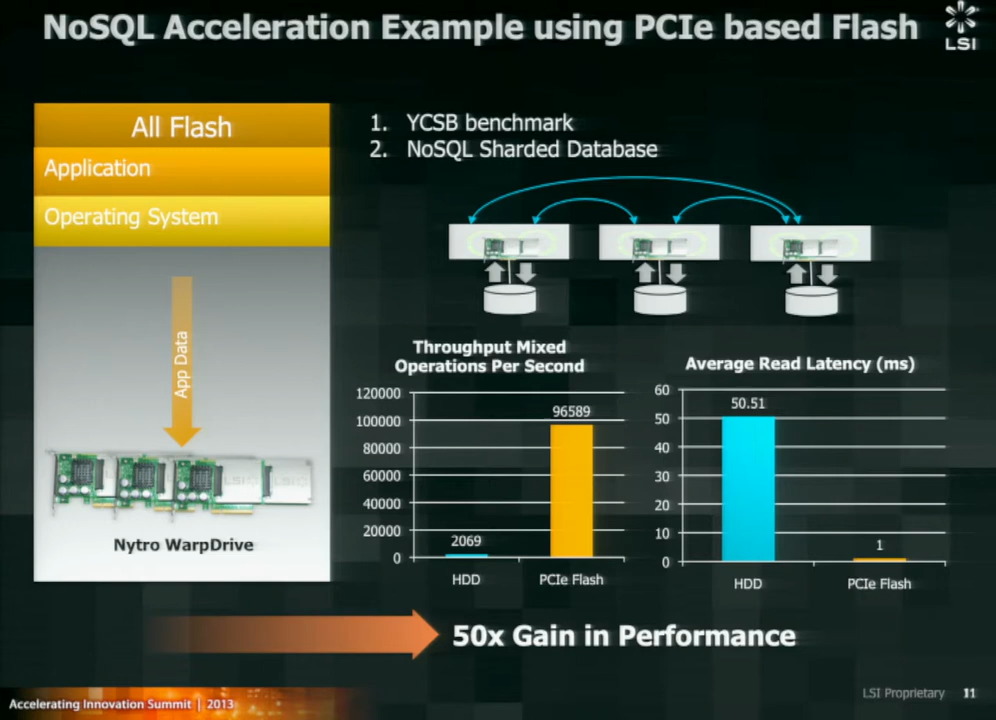 NoSQL Acceleration Example using PCIe based Flash
LSI
All Flash
Application
Operating System
App Data
Nytro WarpDrive
1. YCSB benchmark
2. NoSQL Sharded Database
Throughput Mixed
Operations Per Second
120000
100000
80000
60000
40000
20000
0
2069
96589
HDD
PCIe Flash
Average Read Latency (ms)
60
50
40
30
20
10
0
50.51
1
HDD
PCIe Flash
50x Gain in Performance
Accelerating Innovation Summit | 2013
LSI Proprietary 11